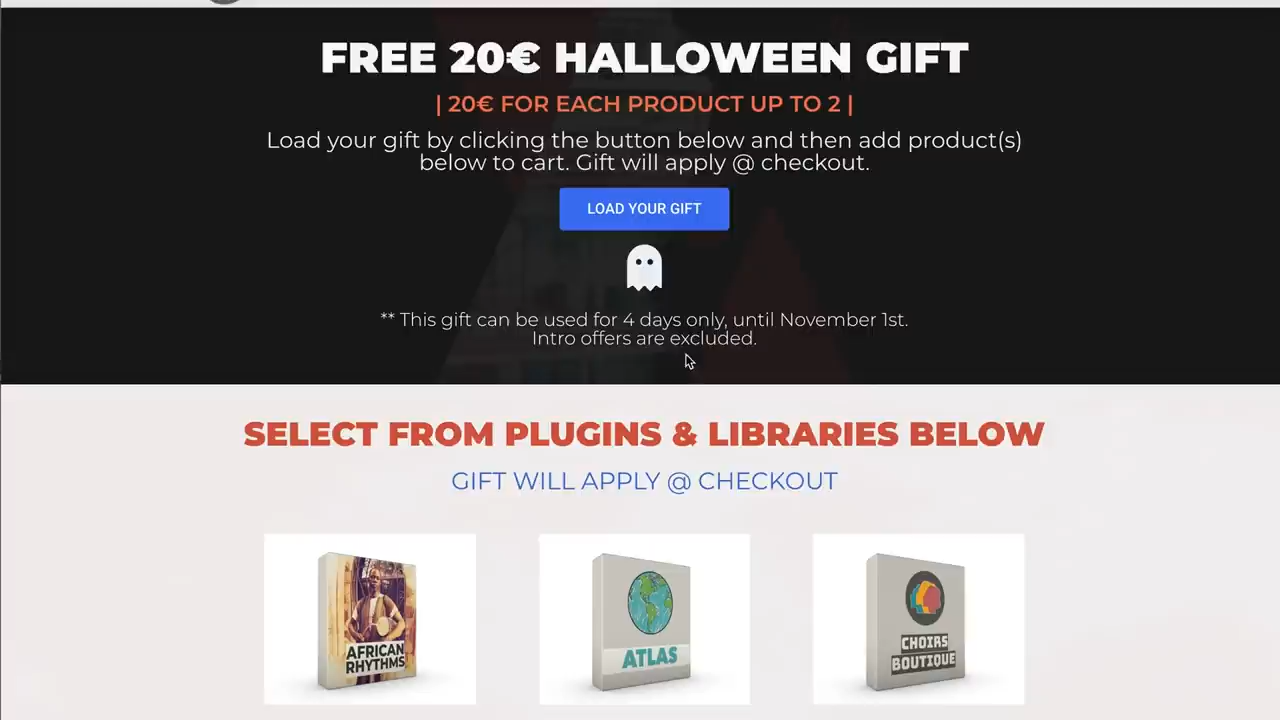 FREE 20€ HALLOWEEN GIFT
| 20€ FOR EACH PRODUCT UP TO 2 |
Load your gift by clicking the button below and then add product(s)
below to cart. Gift will apply @ checkout.
LOAD YOUR GIFT
** This gift can be used for 4 days only, until November 1st.
Intro offers are excluded.
SELECT FROM PLUGINS & LIBRARIES BELOW
GIFT WILL APPLY @ CHECKOUT
AFRICAN
RHYTHMS
ATLAS
CHOIRS
BOUTIQUE